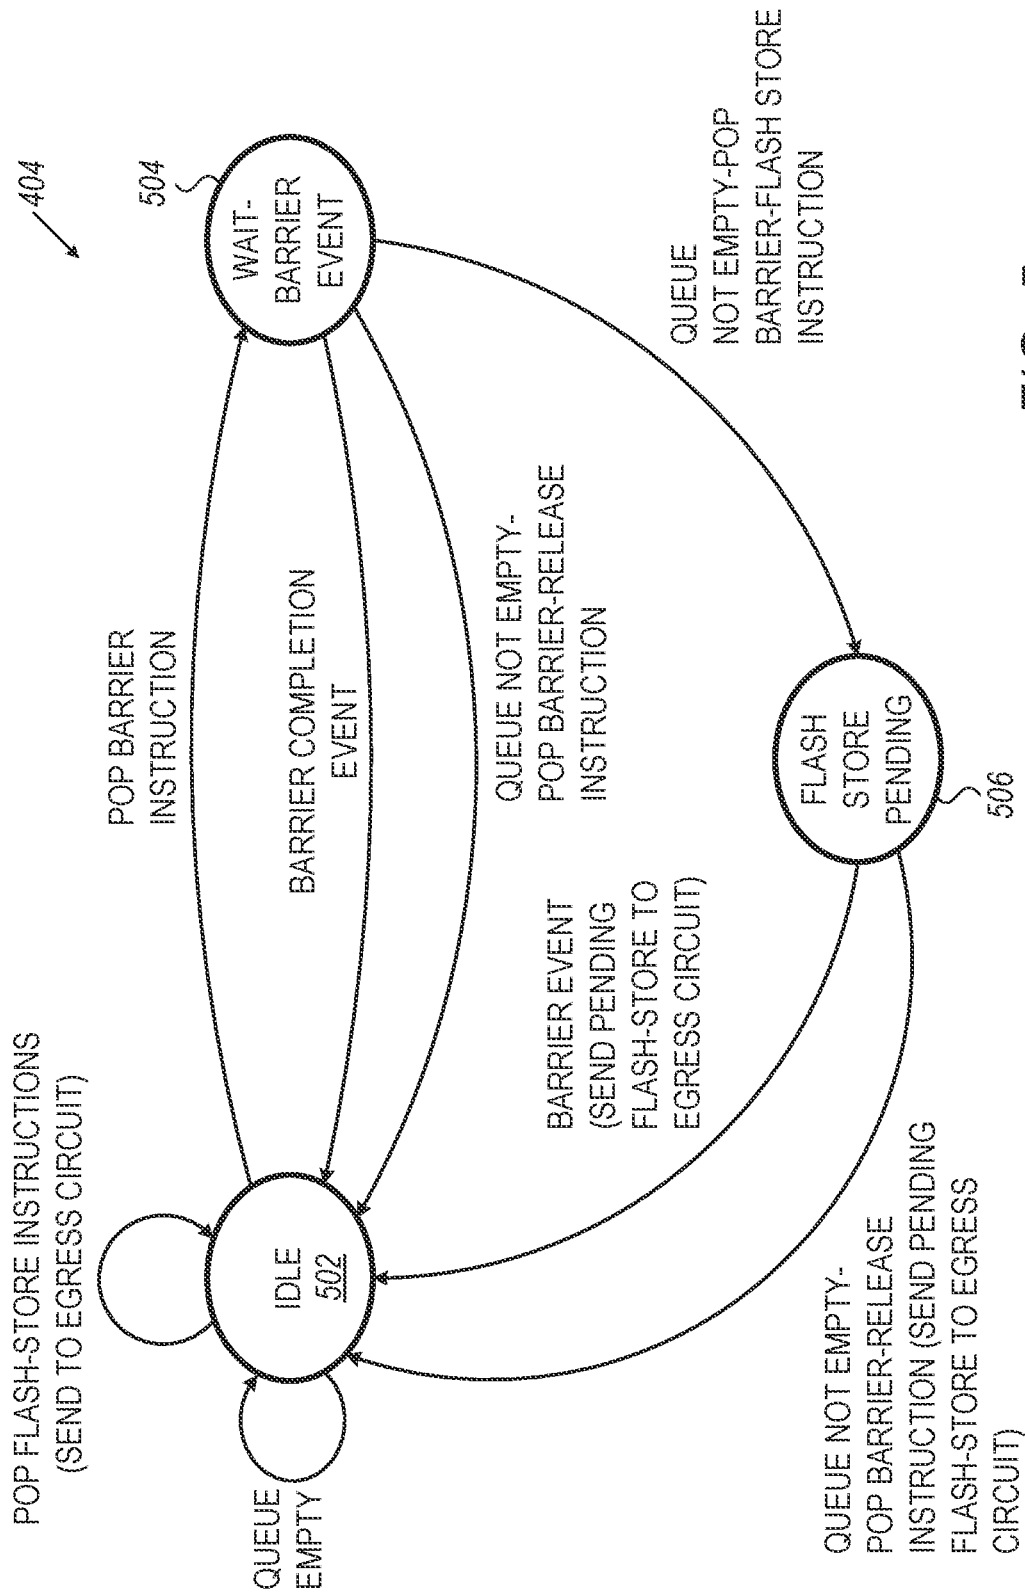 404
504
WAIT-
BARRIER
EVENT
POP BARRIER
INSTRUCTION
BARRIER COMPLETION
EVENT
QUEUE NOT EMPTY-
POP BARRIER-RELEASE
INSTRUCTION
QUEUE
NOT EMPTY-POP
BARRIER-FLASH STORE
INSTRUCTION
POP FLASH-STORE INSTRUCTIONS
(SEND TO EGRESS CIRCUIT)
IDLE
502
QUEUE
EMPTY
BARRIER EVENT
(SEND PENDING
FLASH-STORE TO
EGRESS CIRCUIT)
FLASH
STORE
PENDING
506
QUEUE NOT EMPTY-
POP BARRIER-RELEASE
INSTRUCTION (SEND PENDING
FLASH-STORE TO EGRESS
CIRCUIT)